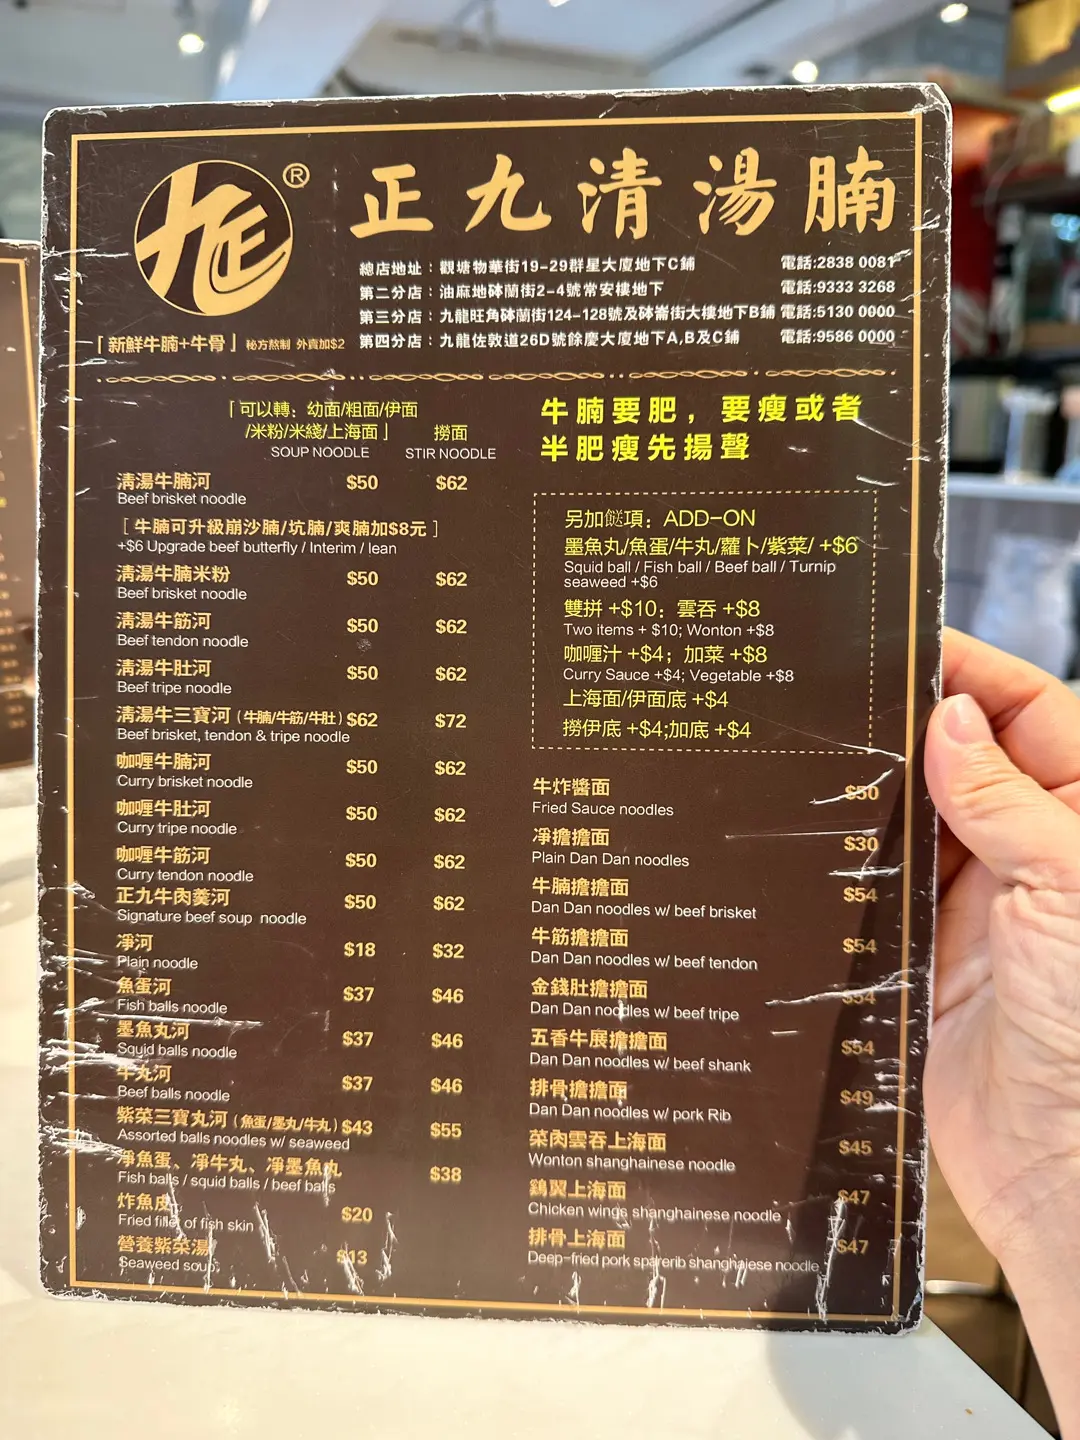 ®
正九清湯腩
總店地址：觀塘物華街19-29群星大廈地下C鋪 電話:2838 0081
第二分店：油麻地砵蘭街2-4號常安樓地下 電話:9333 3268
第三分店：九龍旺角砵蘭街124-128號及砵崙街大樓地下B鋪 電話:5130 0000
第四分店：九龍佐敦道26D號餘慶大廈地下A,B及C鋪 電話:9586 0000
「新鮮牛腩+牛骨」秘方熬制 外賣加$2
「可以轉：幼面/粗面/伊面
/米粉/米綫/上海面」 撈面
SOUP NOODLE STIR NOODLE
清湯牛腩河 $50 $62
Beef brisket noodle
[ 牛腩可升級崩沙腩/坑腩/爽腩加$8元 ]
+$6 Upgrade beef butterfly / Interim / lean
清湯牛腩米粉 $50 $62
Beef brisket noodle
清湯牛筋河 $50 $62
Beef tendon noodle
清湯牛肚河 $50 $62
Beef tripe noodle
清湯牛三寶河（牛腩/牛筋/牛肚）$62 $72
Beef brisket, tendon & tripe noodle
咖喱牛腩河 $50 $62
Curry brisket noodle
咖喱牛肚河 $50 $62
Curry tripe noodle
咖喱牛筋河 $50 $62
Curry tendon noodle
正九牛肉羹河 $50 $62
Signature beef soup noodle
淨河 $18 $32
Plain noodle
魚蛋河 $37 $46
Fish balls noodle
墨魚丸河 $37 $46
Squid balls noodle
牛丸河 $37 $46
Beef balls noodle
紫菜三寶丸河（魚蛋/墨丸/牛丸）$43 $55
Assorted balls noodles w/ seaweed
淨魚蛋、淨牛丸、淨墨魚丸 $38
Fish balls / squid balls / beef balls
炸魚皮 $20
Fried fillet of fish skin
營養紫菜湯 $13
Seaweed soup
牛腩要肥，要瘦或者
半肥瘦先揚聲
另加餸項：ADD-ON
墨魚丸/魚蛋/牛丸/蘿卜/紫菜/ +$6
Squid ball / Fish ball / Beef ball / Turnip
seaweed +$6
雙拼 +$10；雲吞 +$8
Two items + $10; Wonton +$8
咖喱汁 +$4；加菜 +$8
Curry Sauce +$4; Vegetable +$8
上海面/伊面底 +$4
撈伊底 +$4;加底 +$4
牛炸醬面 $50
Fried Sauce noodles
淨擔擔面 $30
Plain Dan Dan noodles
牛腩擔擔面 $54
Dan Dan noodles w/ beef brisket
牛筋擔擔面 $54
Dan Dan noodles w/ beef tendon
金錢肚擔擔面 $54
Dan Dan noodles w/ beef tripe
五香牛展擔擔面 $54
Dan Dan noodles w/ beef shank
排骨擔擔面 $49
Dan Dan noodles w/ pork Rib
菜肉雲吞上海面 $45
Wonton shanghainese noodle
鷄翼上海面 $47
Chicken wings shanghainese noodle
排骨上海面 $47
Deep-fried pork sparerib shanghaiese noodle